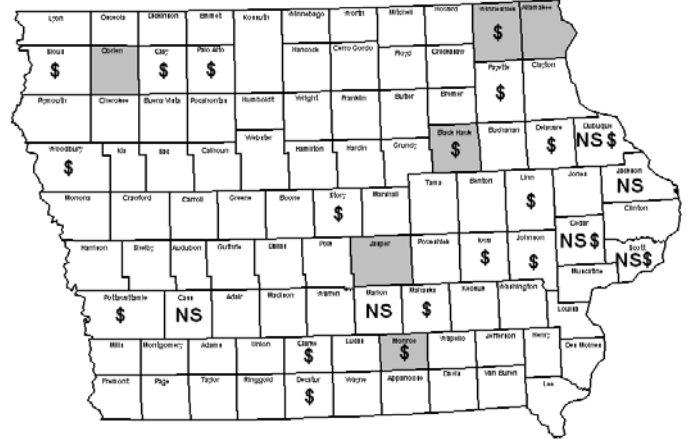 Lyon Osceola Dickinson Emmet Kossuth Winnebago Worth Mitchell Howard Winneshiek Allamakee
$
Sioux Obrien Clay Palo Alto Hancock Cerro Gordo Floyd Chickasaw
$ $ $
Fayette Clayton
$
Plymouth Cherokee Buena Vista Pocahontas Humboldt Wright Franklin Butler Bremer
Black Hawk Buchanan Delaware Dubuque
$ $ NS $
Woodbury Ida Sac Calhoun Webster Hamilton Hardin Grundy
$
Tama Benton Linn Jones Jackson
$ NS
Monona Crawford Carroll Greene Boone Story Marshall
$
Clinton
Cedar
NS $
Harrison Shelby Audubon Guthrie Dallas Polk Jasper Poweshiek Iowa Johnson
$ $
Scott
NS $
Muscatine
Pottawattamie Cass Adair Madison Warren Marion Mahaska Keokuk Washington
$ NS NS $
Louisa
Mills Montgomery Adams Union Clarke Lucas Monroe Wapello Jefferson Henry Des Moines
$ $
Fremont Page Taylor Ringgold Decatur Wayne Appanoose Davis Van Buren Lee
$